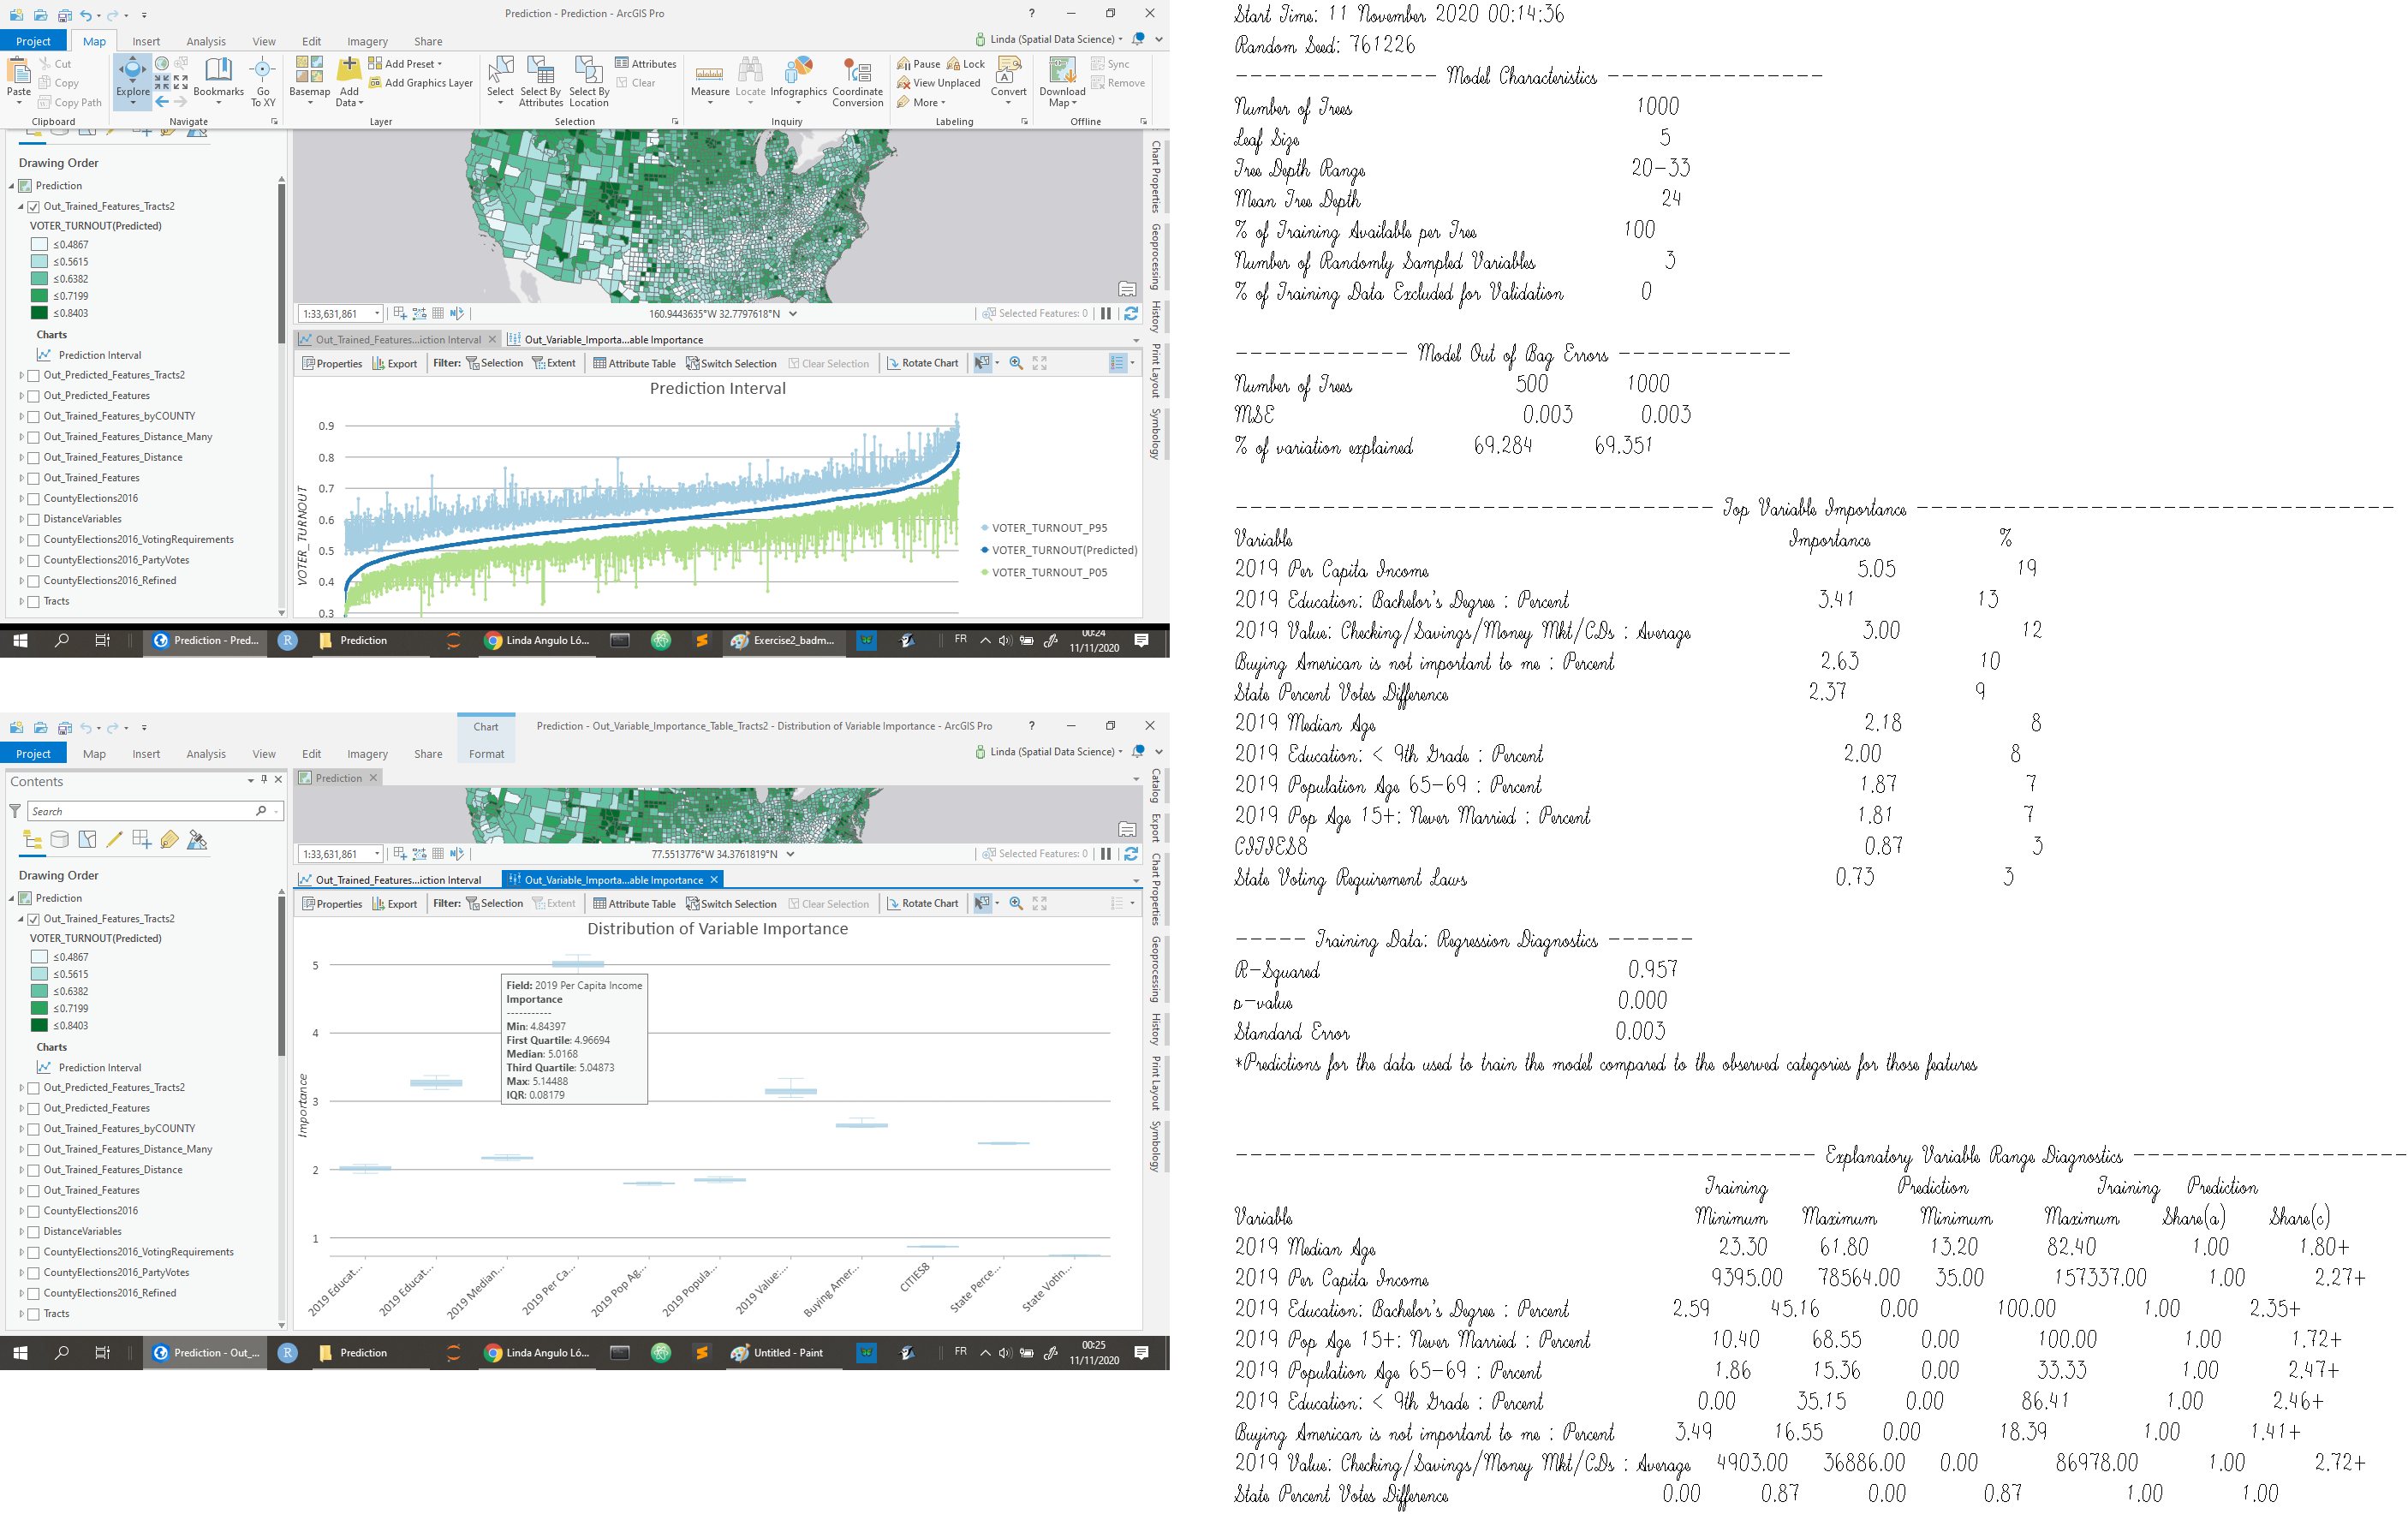 Prediction - Prediction - ArcGIS Pro
Project Map Insert Analysis View Edit Imagery Share
Linda (Spatial Data Science)
Paste
Cut
Copy
Copy Path
Clipboard
Explore
Bookmarks
Go To XY
Navigate
Basemap
Add Data
Add Preset
Add Graphics Layer
Layer
Select
Select By Attributes
Select By Location
Attributes
Clear
Selection
Measure
Locate
Infographics
Coordinate Conversion
Inquiry
Pause
Lock
View Unplaced
More
Convert
Labeling
Download Map
Sync
Remove
Offline
Drawing Order
Prediction
Out_Trained_Features_Tracts2
VOTER_TURNOUT(Predicted)
≤0.4867
≤0.5615
≤0.6382
≤0.7199
≤0.8403
Charts
Prediction Interval
Out_Predicted_Features_Tracts2
Out_Predicted_Features
Out_Trained_Features_byCOUNTY
Out_Trained_Features_Distance_Many
Out_Trained_Features_Distance
Out_Trained_Features
CountyElections2016
DistanceVariables
CountyElections2016_VotingRequirements
CountyElections2016_PartyVotes
CountyElections2016_Refined
Tracts
1:33,631,861
160.9443635°W 32.7797618°N
Selected Features: 0
Out_Trained_Features...iction Interval
Out_Variable_Importa...able Importance
Properties Export Filter: Selection Extent Attribute Table Switch Selection Clear Selection Rotate Chart
Prediction Interval
VOTER_TURNOUT
0.9
0.8
0.7
0.6
0.5
0.4
0.3
VOTER_TURNOUT_P95
VOTER_TURNOUT(Predicted)
VOTER_TURNOUT_P05
Chart Properties
Geoprocessing
History
Print Layout
Symbology
Prediction - Pred...
R
Prediction
Linda Angulo Ló...
Exercise2_badm...
FR
00:24
11/11/2020
Chart
Prediction - Out_Variable_Importance_Table_Tracts2 - Distribution of Variable Importance - ArcGIS Pro
Project Map Insert Analysis View Edit Imagery Share Format
Linda (Spatial Data Science)
Contents
Search
Drawing Order
Prediction
Out_Trained_Features_Tracts2
VOTER_TURNOUT(Predicted)
≤0.4867
≤0.5615
≤0.6382
≤0.7199
≤0.8403
Charts
Prediction Interval
Out_Predicted_Features_Tracts2
Out_Predicted_Features
Out_Trained_Features_byCOUNTY
Out_Trained_Features_Distance_Many
Out_Trained_Features_Distance
Out_Trained_Features
CountyElections2016
DistanceVariables
CountyElections2016_VotingRequirements
CountyElections2016_PartyVotes
CountyElections2016_Refined
Tracts
Prediction
1:33,631,861
77.5513776°W 34.3761819°N
Selected Features: 0
Out_Trained_Features...iction Interval
Out_Variable_Importa...able Importance
Properties Export Filter: Selection Extent Attribute Table Switch Selection Clear Selection Rotate Chart
Distribution of Variable Importance
Importance
5
4
3
2
1
Field: 2019 Per Capita Income
Importance
-----------
Min: 4.84397
First Quartile: 4.96694
Median: 5.0168
Third Quartile: 5.04873
Max: 5.14488
IQR: 0.08179
2019 Educat...
2019 Educat...
2019 Median...
2019 Per Ca...
2019 Pop Ag...
2019 Popula...
2019 Value:...
Buying Amer...
CITIES8
State Perce...
State Votin...
Catalog
Export
Chart Properties
Geoprocessing
History
Print Layout
Symbology
Prediction - Out_...
R
Prediction
Linda Angulo Ló...
Untitled - Paint
FR
00:25
11/11/2020
Start Time: 11 November 2020 00:14:36
Random Seed: 761226
-------------- Model Characteristics ---------------
Number of Trees 1000
Leaf Size 5
Tree Depth Range 20-33
Mean Tree Depth 24
% of Training Available per Tree 100
Number of Randomly Sampled Variables 3
% of Training Data Excluded for Validation 0
------------ Model Out of Bag Errors ------------
Number of Trees 500 1000
MSE 0.003 0.003
% of variation explained 69.284 69.351
--------------------------------- Top Variable Importance ---------------------------------
Variable Importance %
2019 Per Capita Income 5.05 19
2019 Education: Bachelor's Degree : Percent 3.41 13
2019 Value: Checking/Savings/Money Mkt/CDs : Average 3.00 12
Buying American is not important to me : Percent 2.63 10
State Percent Votes Difference 2.37 9
2019 Median Age 2.18 8
2019 Education: < 9th Grade : Percent 2.00 8
2019 Population Age 65-69 : Percent 1.87 7
2019 Pop Age 15+: Never Married : Percent 1.81 7
CITIES8 0.87 3
State Voting Requirement Laws 0.73 3
----- Training Data: Regression Diagnostics ------
R-Squared 0.957
p-value 0.000
Standard Error 0.003
*Predictions for the data used to train the model compared to the observed categories for those features
---------------------------------------- Explanatory Variable Range Diagnostics -------------------
Training Prediction Training Prediction
Variable Minimum Maximum Minimum Maximum Share(a) Share(c)
2019 Median Age 23.30 61.80 13.20 82.40 1.00 1.80+
2019 Per Capita Income 9395.00 78564.00 35.00 157337.00 1.00 2.27+
2019 Education: Bachelor's Degree : Percent 2.59 45.16 0.00 100.00 1.00 2.35+
2019 Pop Age 15+: Never Married : Percent 10.40 68.55 0.00 100.00 1.00 1.72+
2019 Population Age 65-69 : Percent 1.86 15.36 0.00 33.33 1.00 2.47+
2019 Education: < 9th Grade : Percent 0.00 35.15 0.00 86.41 1.00 2.46+
Buying American is not important to me : Percent 3.49 16.55 0.00 18.39 1.00 1.41+
2019 Value: Checking/Savings/Money Mkt/CDs : Average 4903.00 36886.00 0.00 86978.00 1.00 2.72+
State Percent Votes Difference 0.00 0.87 0.00 0.87 1.00 1.00